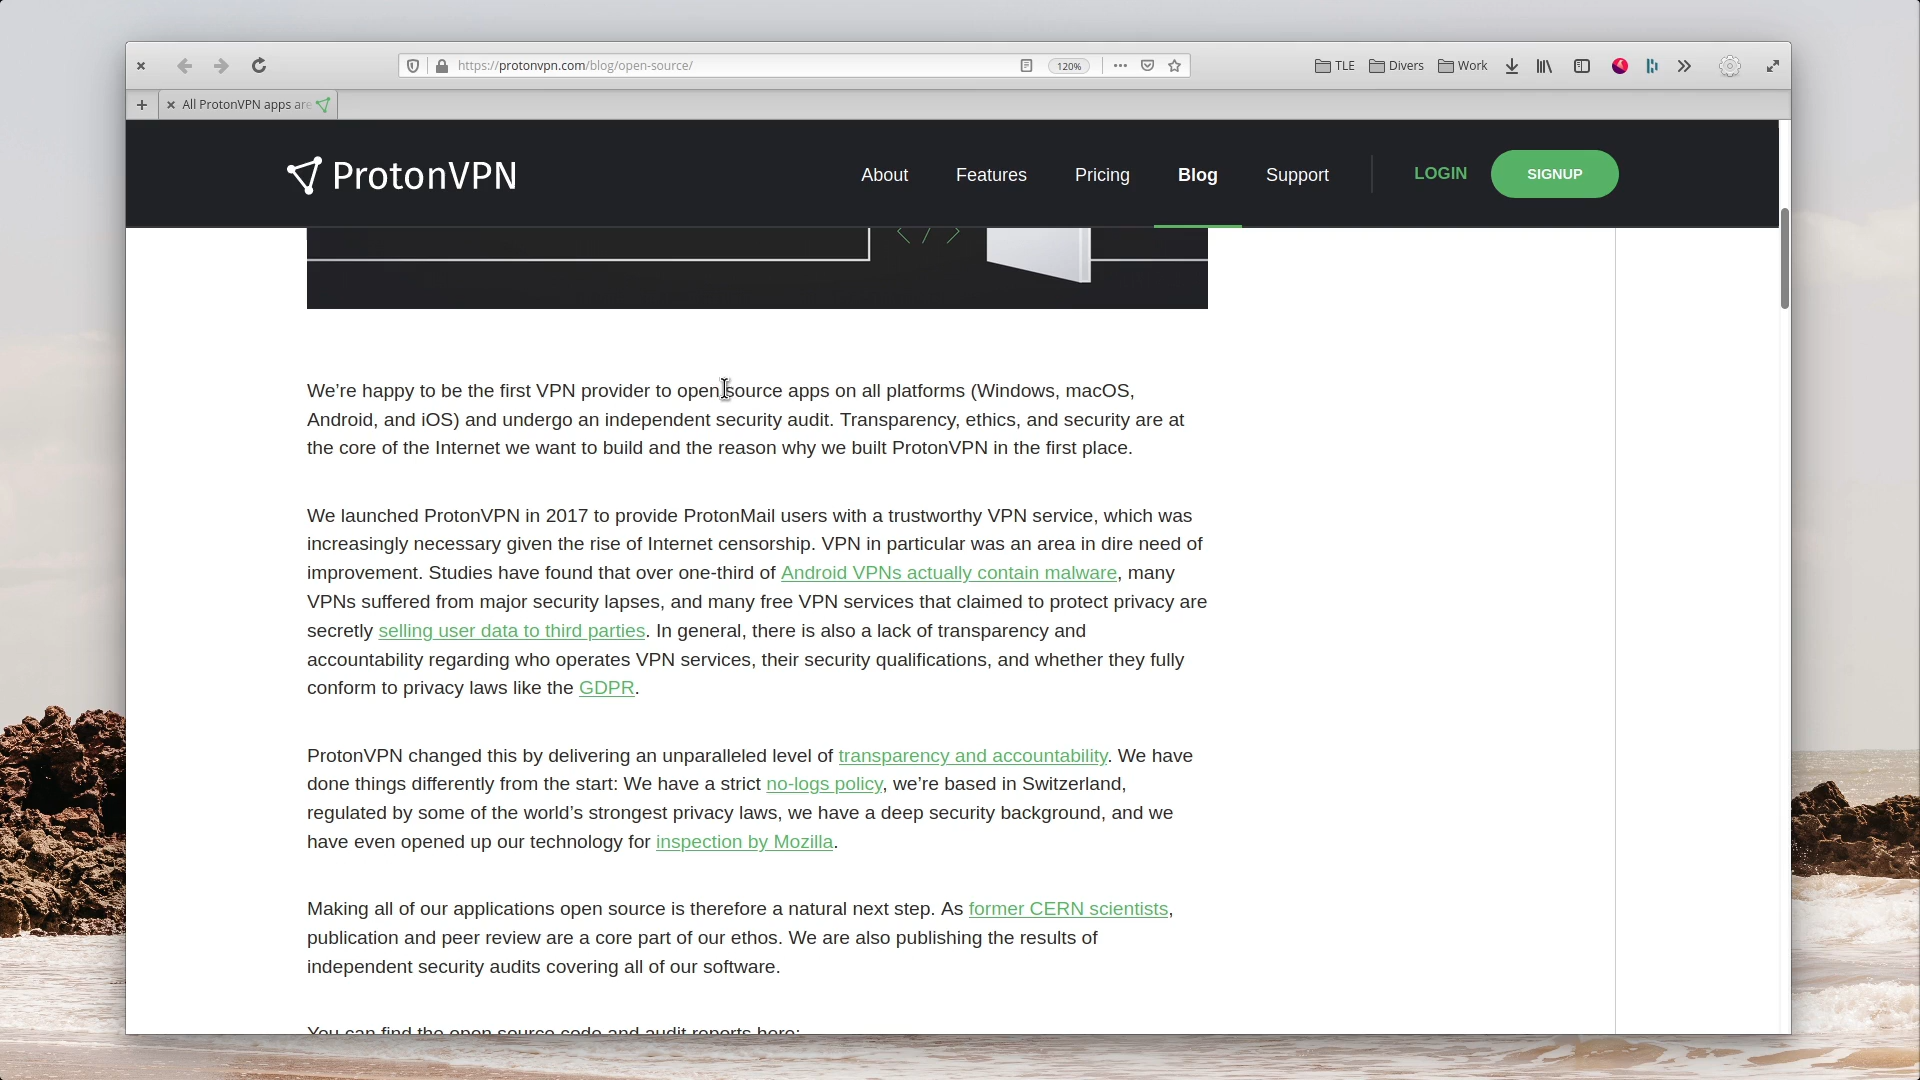 https://protonvpn.com/blog/open-source/
120%
TLE
Divers
Work
All ProtonVPN apps are
ProtonVPN
About
Features
Pricing
Blog
Support
LOGIN
SIGNUP
</>
We’re happy to be the first VPN provider to open source apps on all platforms (Windows, macOS,
Android, and iOS) and undergo an independent security audit. Transparency, ethics, and security are at
the core of the Internet we want to build and the reason why we built ProtonVPN in the first place.
We launched ProtonVPN in 2017 to provide ProtonMail users with a trustworthy VPN service, which was
increasingly necessary given the rise of Internet censorship. VPN in particular was an area in dire need of
improvement. Studies have found that over one-third of Android VPNs actually contain malware, many
VPNs suffered from major security lapses, and many free VPN services that claimed to protect privacy are
secretly selling user data to third parties. In general, there is also a lack of transparency and
accountability regarding who operates VPN services, their security qualifications, and whether they fully
conform to privacy laws like the GDPR.
ProtonVPN changed this by delivering an unparalleled level of transparency and accountability. We have
done things differently from the start: We have a strict no-logs policy, we’re based in Switzerland,
regulated by some of the world’s strongest privacy laws, we have a deep security background, and we
have even opened up our technology for inspection by Mozilla.
Making all of our applications open source is therefore a natural next step. As former CERN scientists,
publication and peer review are a core part of our ethos. We are also publishing the results of
independent security audits covering all of our software.
You can find the open source code and audit reports here: